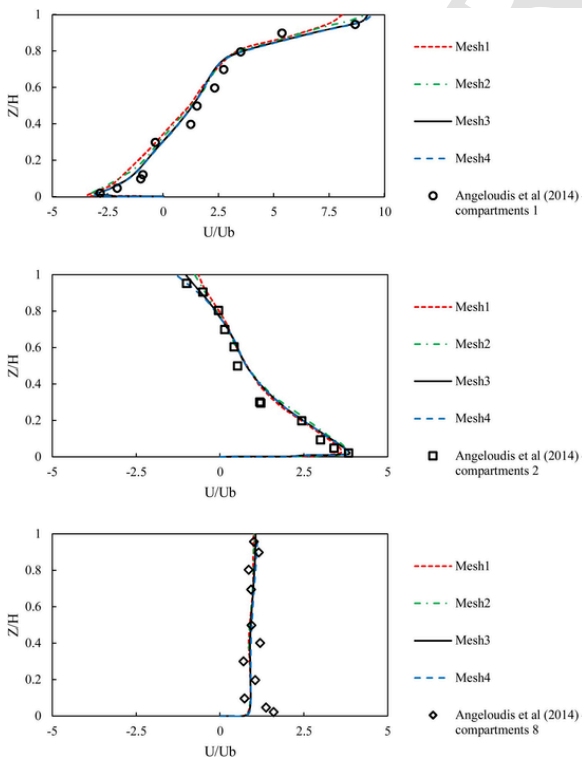 1
0.8
0.6
0.4
0.2
0
Z/H
-5 -2.5 0 2.5 5 7.5 10
U/Ub
Mesh1
Mesh2
Mesh3
Mesh4
Angeloudis et al (2014)-
compartments 1
1
0.8
0.6
0.4
0.2
0
Z/H
-5 -2.5 0 2.5 5
U/Ub
Mesh1
Mesh2
Mesh3
Mesh4
Angeloudis et al (2014)-
compartments 2
1
0.8
0.6
0.4
0.2
0
Z/H
-5 -2.5 0 2.5 5
U/Ub
Mesh1
Mesh2
Mesh3
Mesh4
Angeloudis et al (2014)-
compartments 8